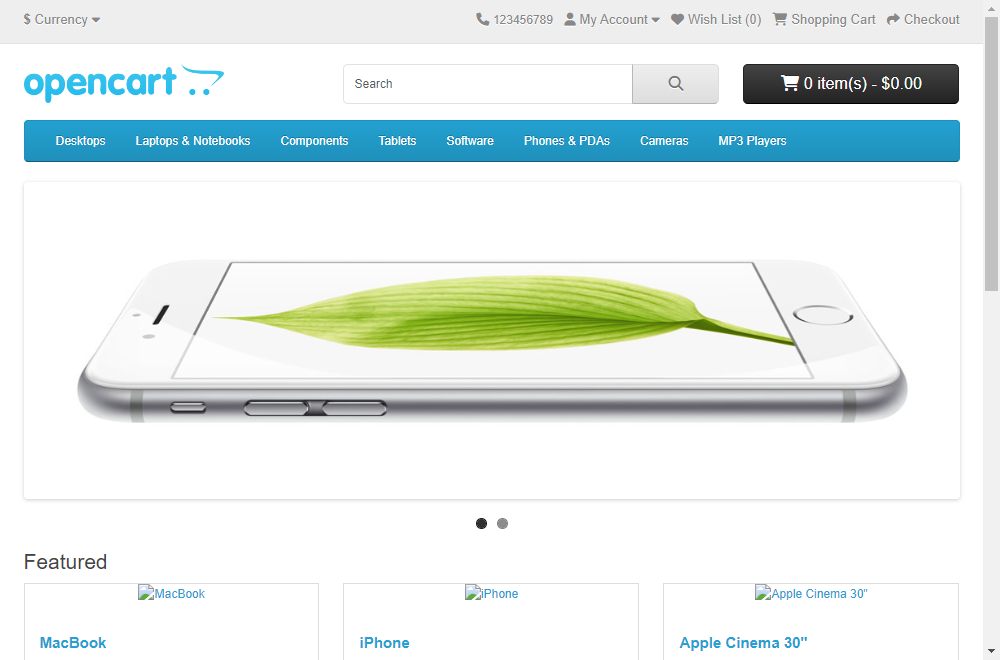 $ Currency 123456789 My Account Wish List (0) Shopping Cart Checkout
opencart Search 0 item(s) - $0.00
Desktops Laptops & Notebooks Components Tablets Software Phones & PDAs Cameras MP3 Players
Featured
MacBook iPhone Apple Cinema 30"
MacBook iPhone Apple Cinema 30"